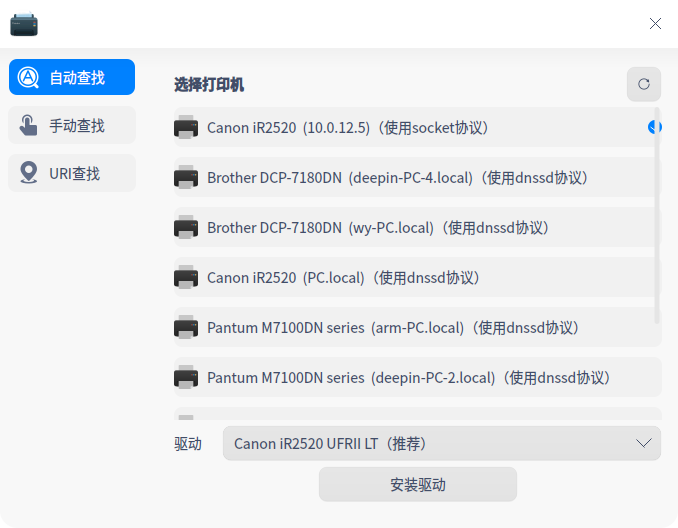 自动查找
手动查找
URI查找
选择打印机
Canon iR2520 (10.0.12.5)（使用socket协议）
Brother DCP-7180DN (deepin-PC-4.local)（使用dnssd协议）
Brother DCP-7180DN (wy-PC.local)（使用dnssd协议）
Canon iR2520 (PC.local)（使用dnssd协议）
Pantum M7100DN series (arm-PC.local)（使用dnssd协议）
Pantum M7100DN series (deepin-PC-2.local)（使用dnssd协议）
驱动 Canon iR2520 UFRII LT（推荐）
安装驱动